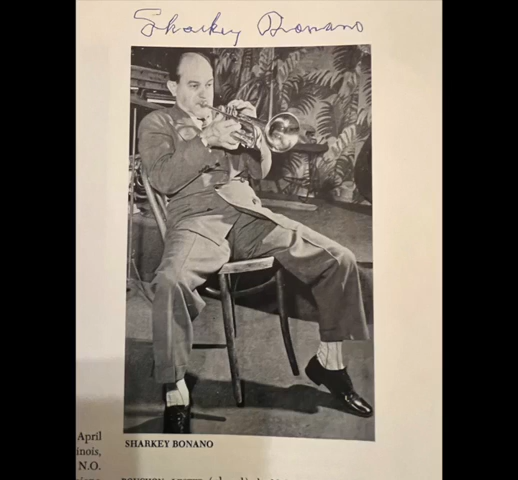 Sharkey Bonano
April
inois,
N.O.
SHARKEY BONANO